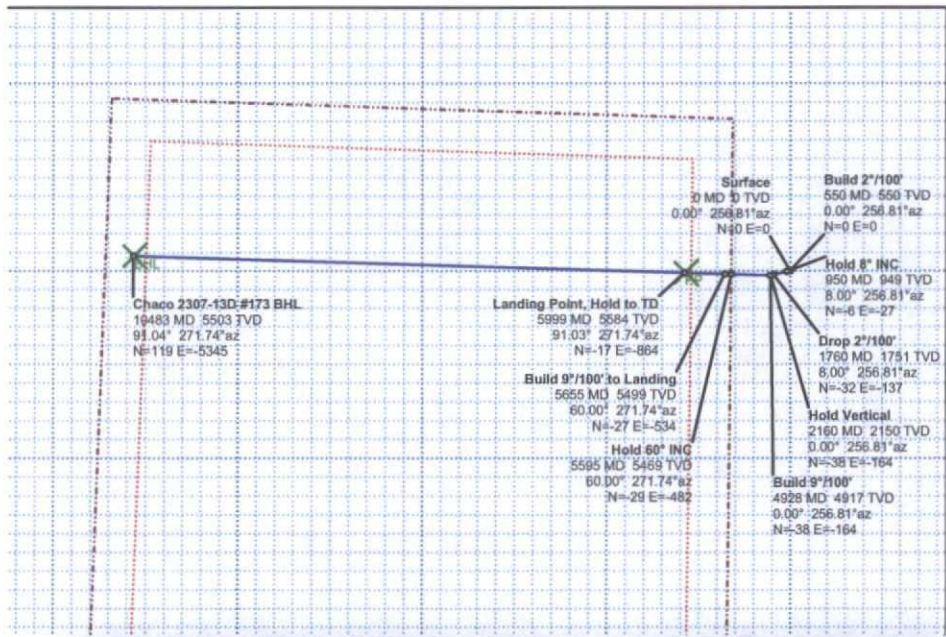 Surface
0 MD 0 TVD
0.00° 256.81°az
N=0 E=0
Build 2°/100'
550 MD 550 TVD
0.00° 256.81°az
N=0 E=0
Hold 8° INC
950 MD 949 TVD
8.00° 256.81°az
N=-6 E=-27
Drop 2°/100'
1760 MD 1751 TVD
8.00° 256.81°az
N=-32 E=-137
Hold Vertical
2160 MD 2150 TVD
0.00° 256.81°az
N=-38 E=-164
Build 9°/100'
4928 MD 4917 TVD
0.00° 256.81°az
N=-38 E=-164
Hold 60° INC
5595 MD 5469 TVD
60.00° 271.74°az
N=-29 E=-482
Build 9°/100' to Landing
5655 MD 5499 TVD
60.00° 271.74°az
N=-27 E=-534
Landing Point, Hold to TD
5999 MD 5584 TVD
91.03° 271.74°az
N=-17 E=-864
BHL
Chaco 2307-13D #173 BHL
10483 MD 5503 TVD
91.04° 271.74°az
N=119 E=-5345